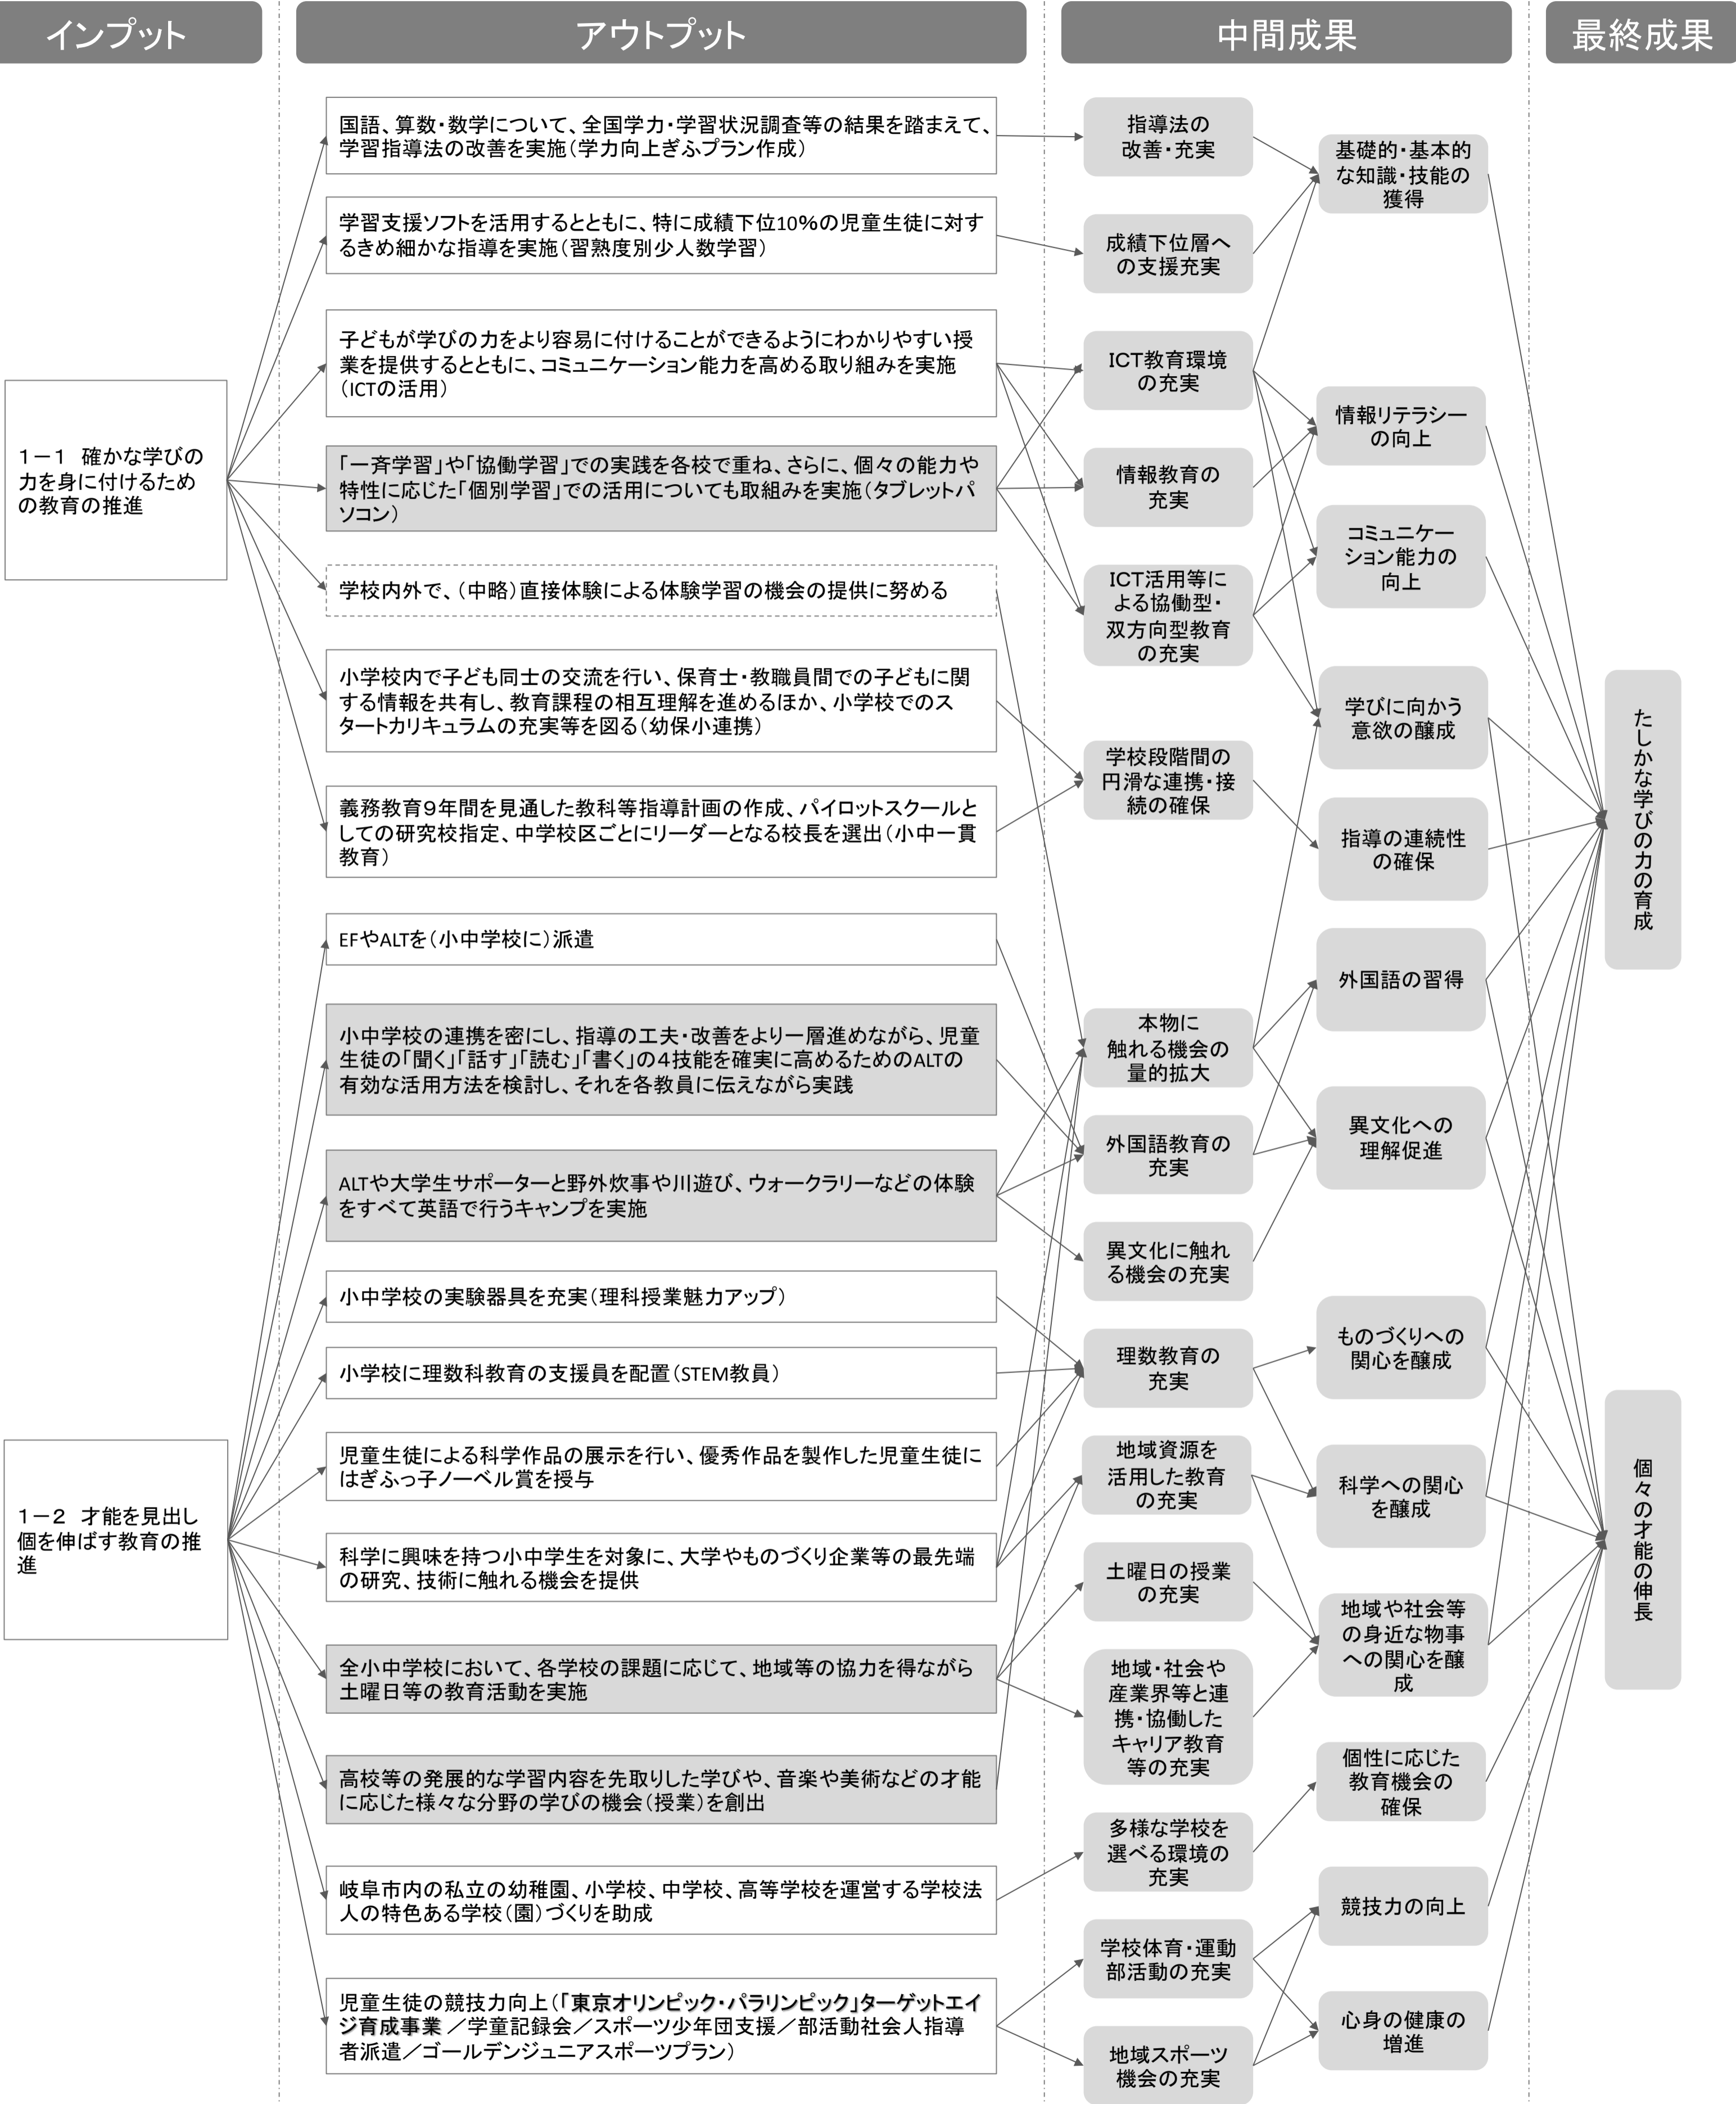 インプット
アウトプット
中間成果
最終成果
1－1　確かな学びの
力を身に付けるため
の教育の推進
1－2　才能を見出し
個を伸ばす教育の推
進
国語、算数・数学について、全国学力・学習状況調査等の結果を踏まえて、
学習指導法の改善を実施（学力向上ぎふプラン作成）
学習支援ソフトを活用するとともに、特に成績下位10％の児童生徒に対す
るきめ細かな指導を実施（習熟度別少人数学習）
子どもが学びの力をより容易に付けることができるようにわかりやすい授
業を提供するとともに、コミュニケーション能力を高める取り組みを実施
（ICTの活用）
「一斉学習」や「協働学習」での実践を各校で重ね、さらに、個々の能力や
特性に応じた「個別学習」での活用についても取組みを実施（タブレットパ
ソコン）
学校内外で、（中略）直接体験による体験学習の機会の提供に努める
小学校内で子ども同士の交流を行い、保育士・教職員間での子どもに関
する情報を共有し、教育課程の相互理解を進めるほか、小学校でのス
タートカリキュラムの充実等を図る（幼保小連携）
義務教育９年間を見通した教科等指導計画の作成、パイロットスクールと
しての研究校指定、中学校区ごとにリーダーとなる校長を選出（小中一貫
教育）
EFやALTを（小中学校に）派遣
小中学校の連携を密にし、指導の工夫・改善をより一層進めながら、児童
生徒の「聞く」「話す」「読む」「書く」の４技能を確実に高めるためのALTの
有効な活用方法を検討し、それを各教員に伝えながら実践
ALTや大学生サポーターと野外炊事や川遊び、ウォークラリーなどの体験
をすべて英語で行うキャンプを実施
小中学校の実験器具を充実（理科授業魅力アップ）
小学校に理数科教育の支援員を配置（STEM教員）
児童生徒による科学作品の展示を行い、優秀作品を製作した児童生徒に
はぎふっ子ノーベル賞を授与
科学に興味を持つ小中学生を対象に、大学やものづくり企業等の最先端
の研究、技術に触れる機会を提供
全小中学校において、各学校の課題に応じて、地域等の協力を得ながら
土曜日等の教育活動を実施
高校等の発展的な学習内容を先取りした学びや、音楽や美術などの才能
に応じた様々な分野の学びの機会（授業）を創出
岐阜市内の私立の幼稚園、小学校、中学校、高等学校を運営する学校法
人の特色ある学校（園）づくりを助成
児童生徒の競技力向上（「東京オリンピック・パラリンピック」ターゲットエイ
ジ育成事業／学童記録会／スポーツ少年団支援／部活動社会人指導
者派遣／ゴールデンジュニアスポーツプラン）
指導法の
改善・充実
成績下位層へ
の支援充実
ICT教育環境
の充実
情報教育の
充実
ICT活用等に
よる協働型・
双方向型教育
の充実
学校段階間の
円滑な連携・接
続の確保
本物に
触れる機会の
量的拡大
外国語教育の
充実
異文化に触れ
る機会の充実
理数教育の
充実
地域資源を
活用した教育
の充実
土曜日の授業
の充実
地域・社会や
産業界等と連
携・協働した
キャリア教育
等の充実
多様な学校を
選べる環境の
充実
学校体育・運動
部活動の充実
地域スポーツ
機会の充実
基礎的・基本的
な知識・技能の
獲得
情報リテラシー
の向上
コミュニケー
ション能力の
向上
学びに向かう
意欲の醸成
指導の連続性
の確保
外国語の習得
異文化への
理解促進
ものづくりへの
関心を醸成
科学への関心
を醸成
地域や社会等
の身近な物事
への関心を醸
成
個性に応じた
教育機会の
確保
競技力の向上
心身の健康の
増進
たしかな学びの力の育成
個々の才能の伸長